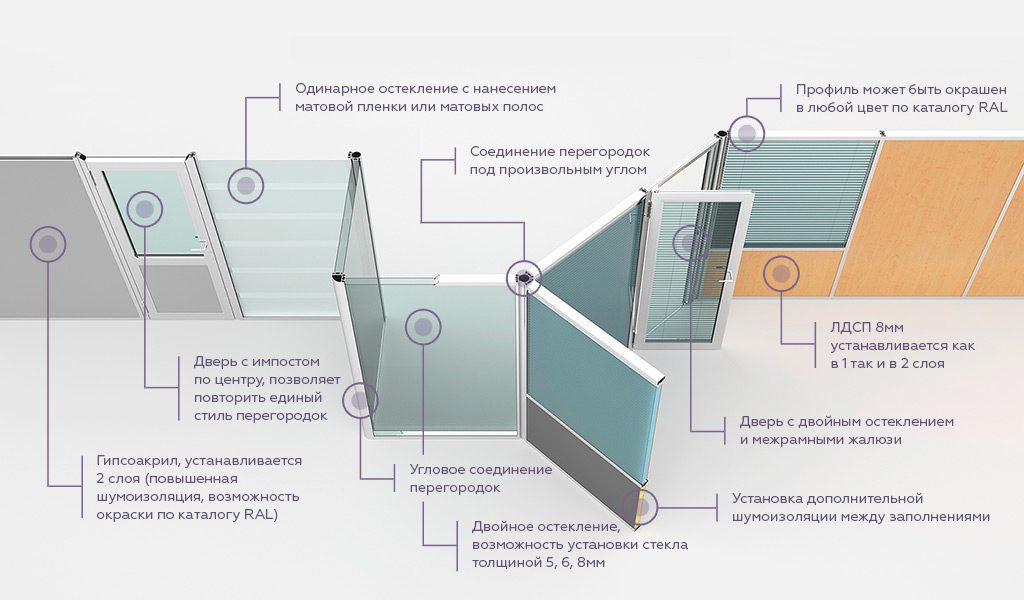 Одинарное остекление с нанесением
матовой пленки или матовых полос
Профиль может быть окрашен
в любой цвет по каталогу RAL
Соединение перегородок
под произвольным углом
ЛДСП 8мм
устанавливается как
в 1 так и в 2 слоя
Дверь с импостом
по центру, позволяет
повторить единый
стиль перегородок
Дверь с двойным остеклением
и межрамными жалюзи
Гипсоакрил, устанавливается
2 слоя (повышенная
шумоизоляция, возможность
окраски по каталогу RAL)
Угловое соединение
перегородок
Установка дополнительной
шумоизоляции между заполнениями
Двойное остекление,
возможность установки стекла
толщиной 5, 6, 8мм